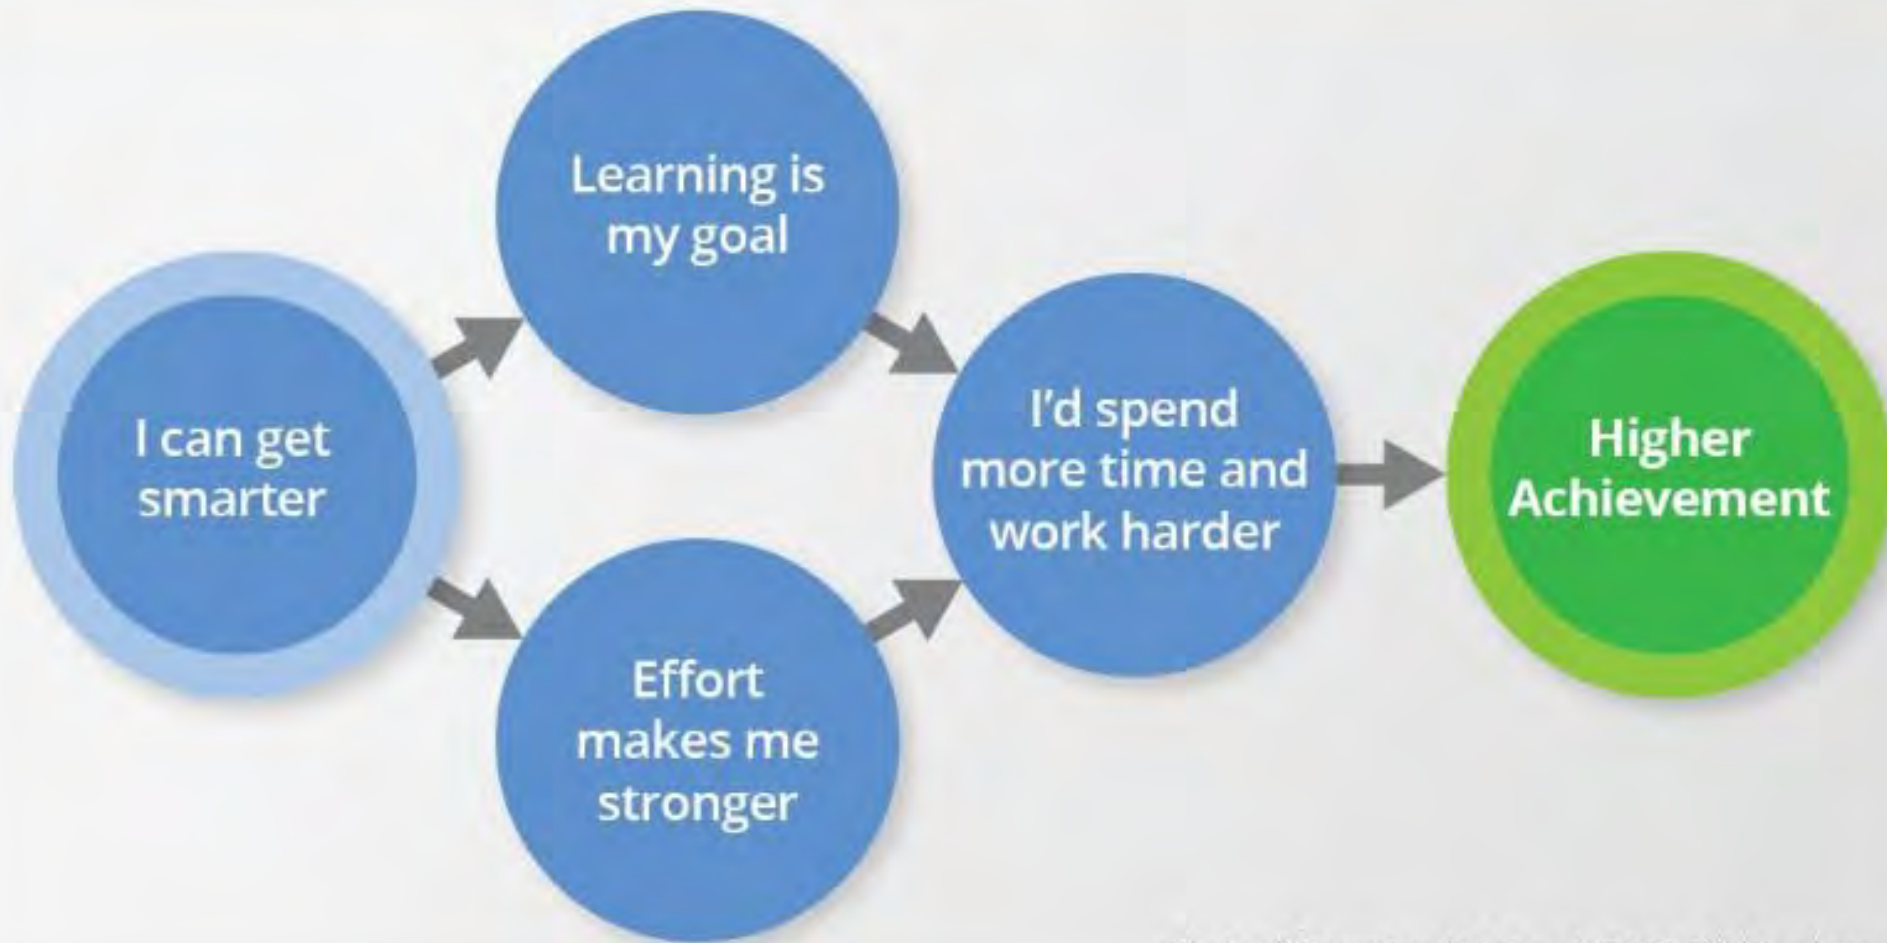 Learning is
my goal
I can get
smarter
I'd spend
more time and
work harder
Higher
Achievement
Effort
makes me
stronger